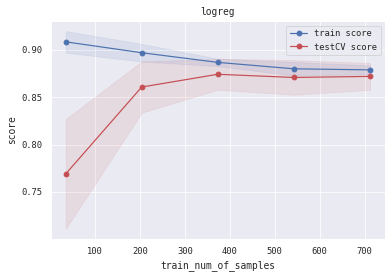 logreg
train score
testCV score
0.90
0.85
0.80
0.75
score
100 200 300 400 500 600 700
train_num_of_samples